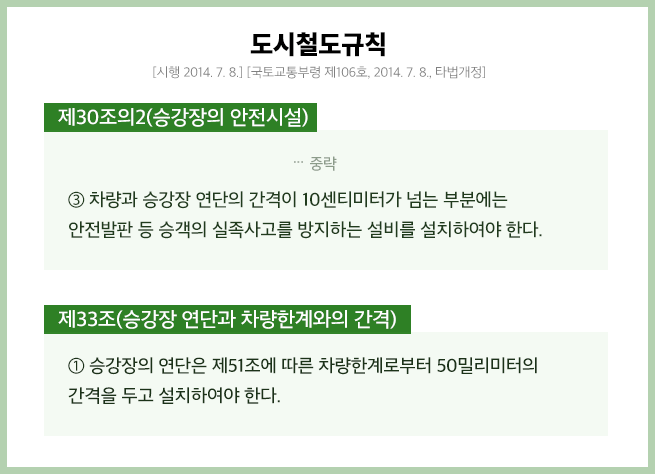 도시철도규칙
[시행 2014. 7. 8.] [국토교통부령 제106호, 2014. 7. 8., 타법개정]
제30조의2(승강장의 안전시설)
··· 중략
③ 차량과 승강장 연단의 간격이 10센티미터가 넘는 부분에는
안전발판 등 승객의 실족사고를 방지하는 설비를 설치하여야 한다.
제33조(승강장 연단과 차량한계와의 간격)
① 승강장의 연단은 제51조에 따른 차량한계로부터 50밀리미터의
간격을 두고 설치하여야 한다.